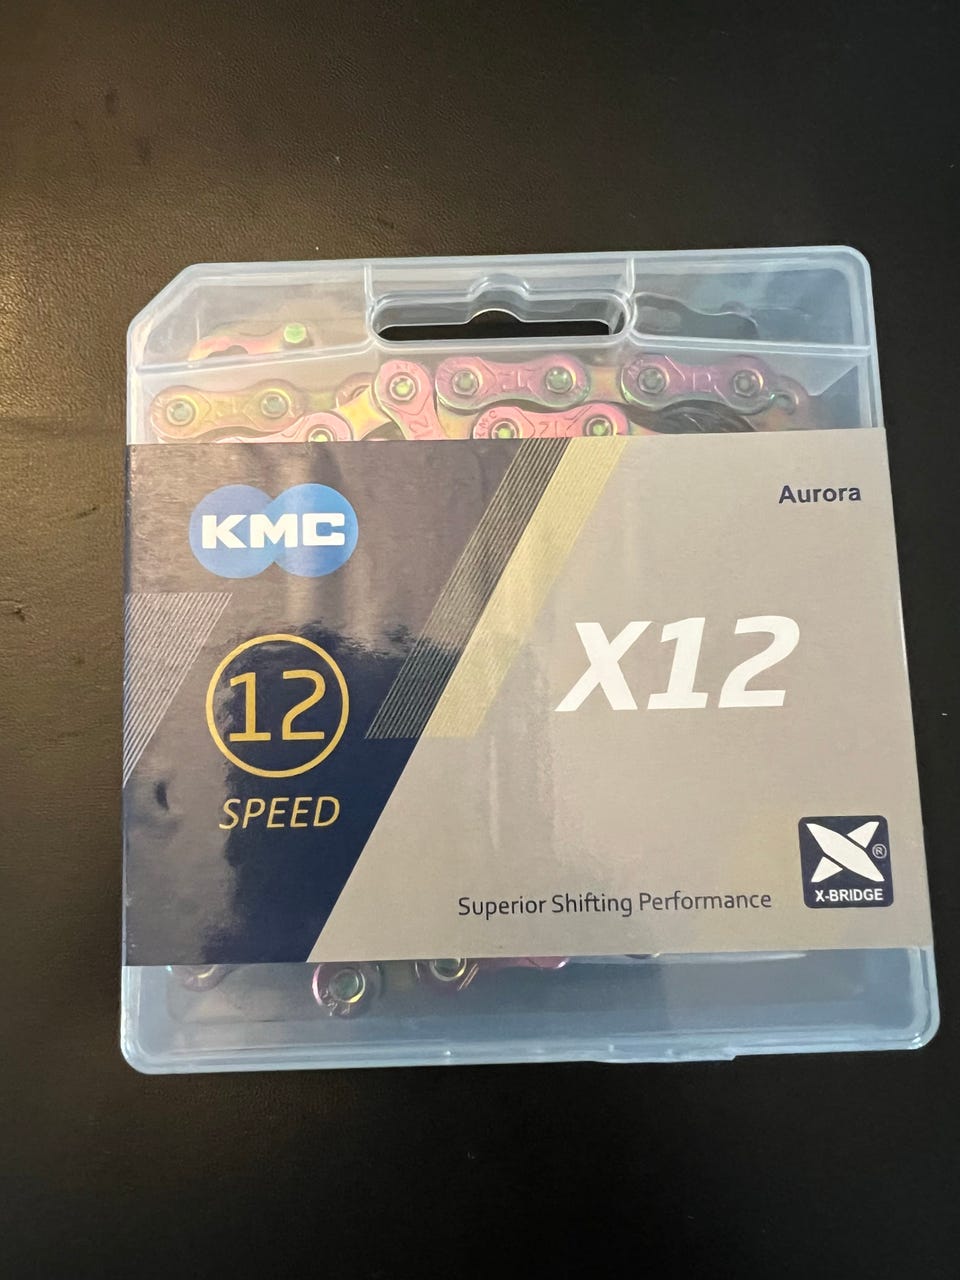 KMC
Aurora
X12
12
SPEED
Superior Shifting Performance
X-BRIDGE
®